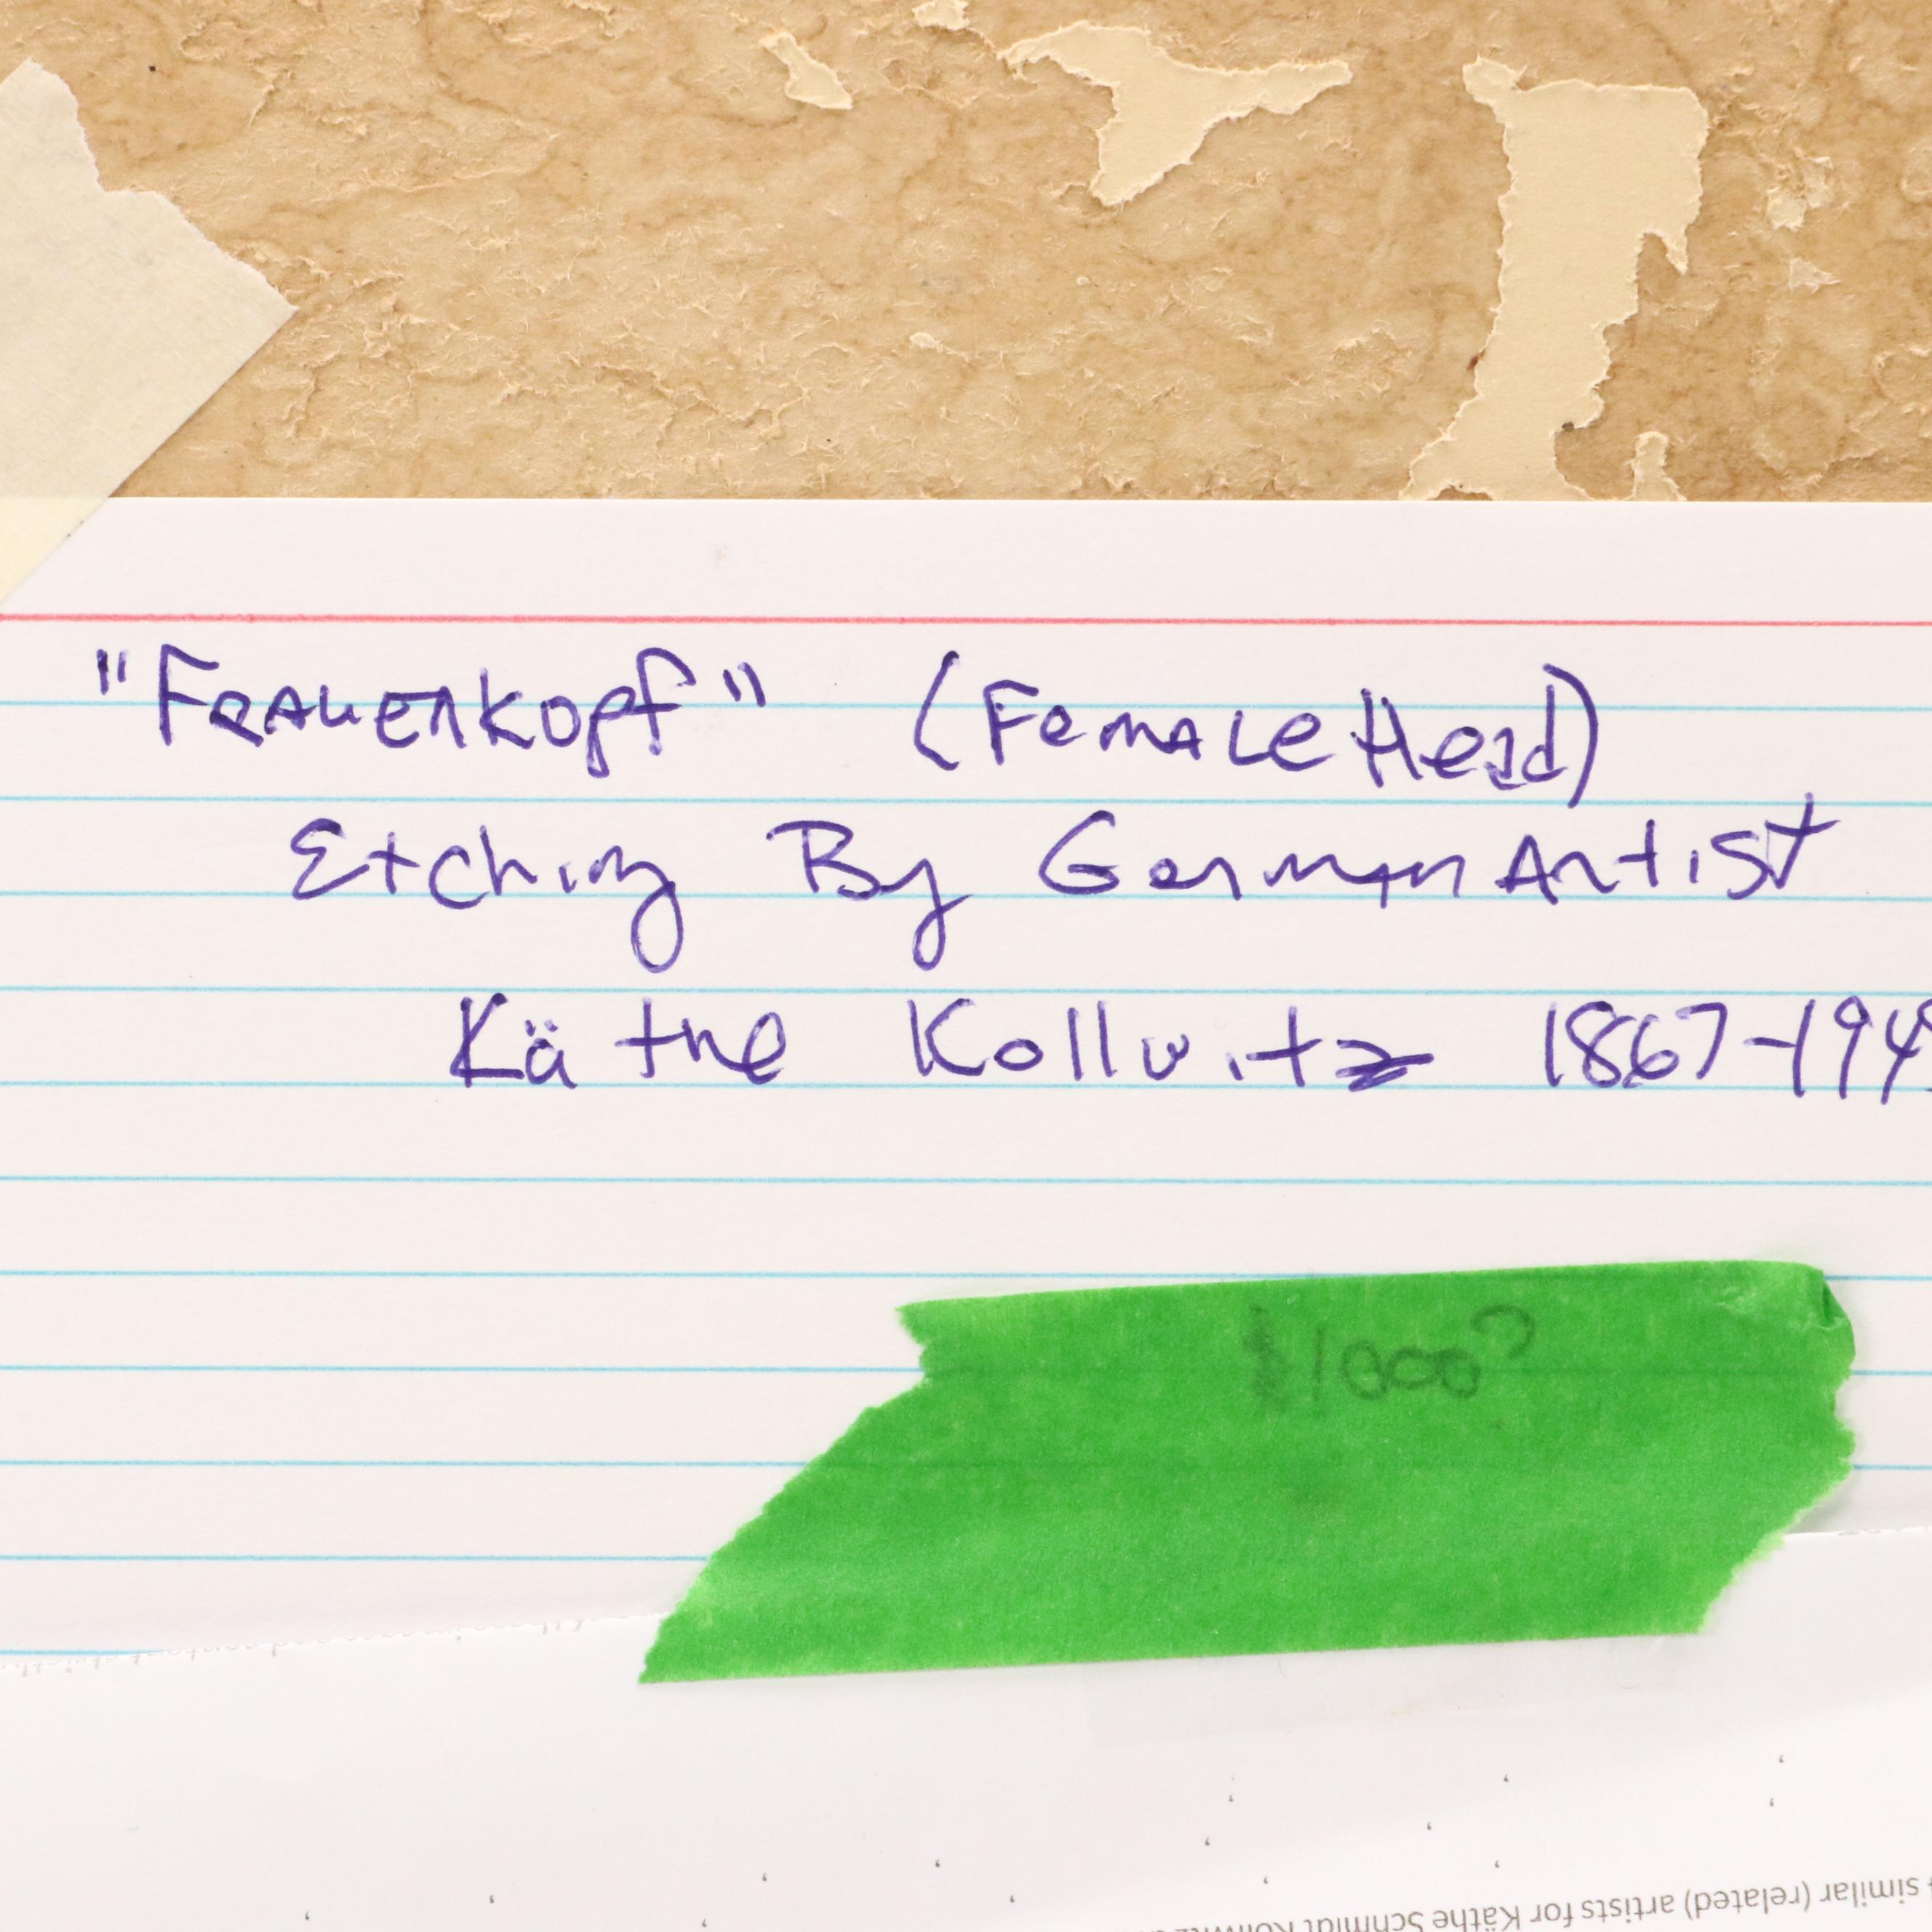 "Frauenkopf" (Female Head)
Etching By German Artist
Käthe Kollwitz 1867-194
$1000?
similar (related) artists for Käthe Schmidt Kollwitz